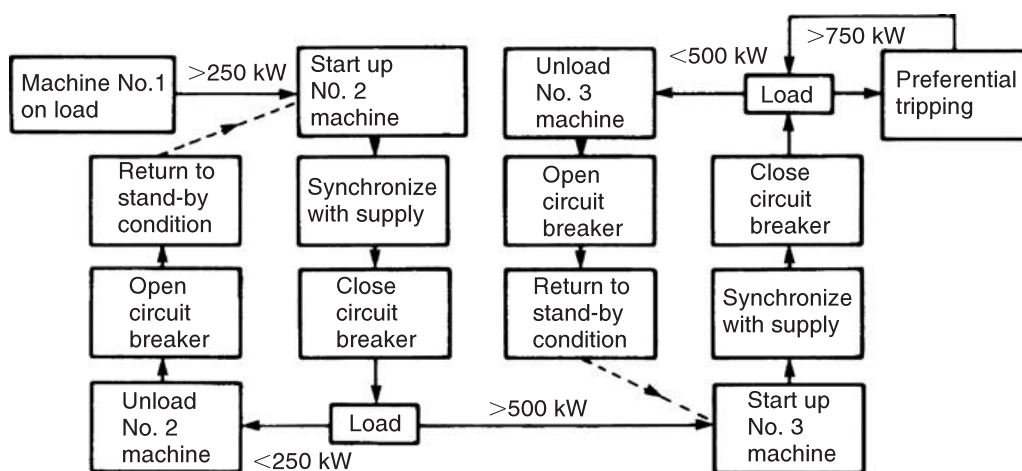 Machine No.1
on load
>250 kW
Start up
N0. 2
machine
Synchronize
with supply
Close
circuit
breaker
Load
<250 kW
Unload
No. 2
machine
Open
circuit
breaker
Return to
stand-by
condition
>500 kW
Start up
No. 3
machine
Synchronize
with supply
Close
circuit
breaker
Load
>750 kW
Preferential
tripping
<500 kW
Unload
No. 3
machine
Open
circuit
breaker
Return to
stand-by
condition